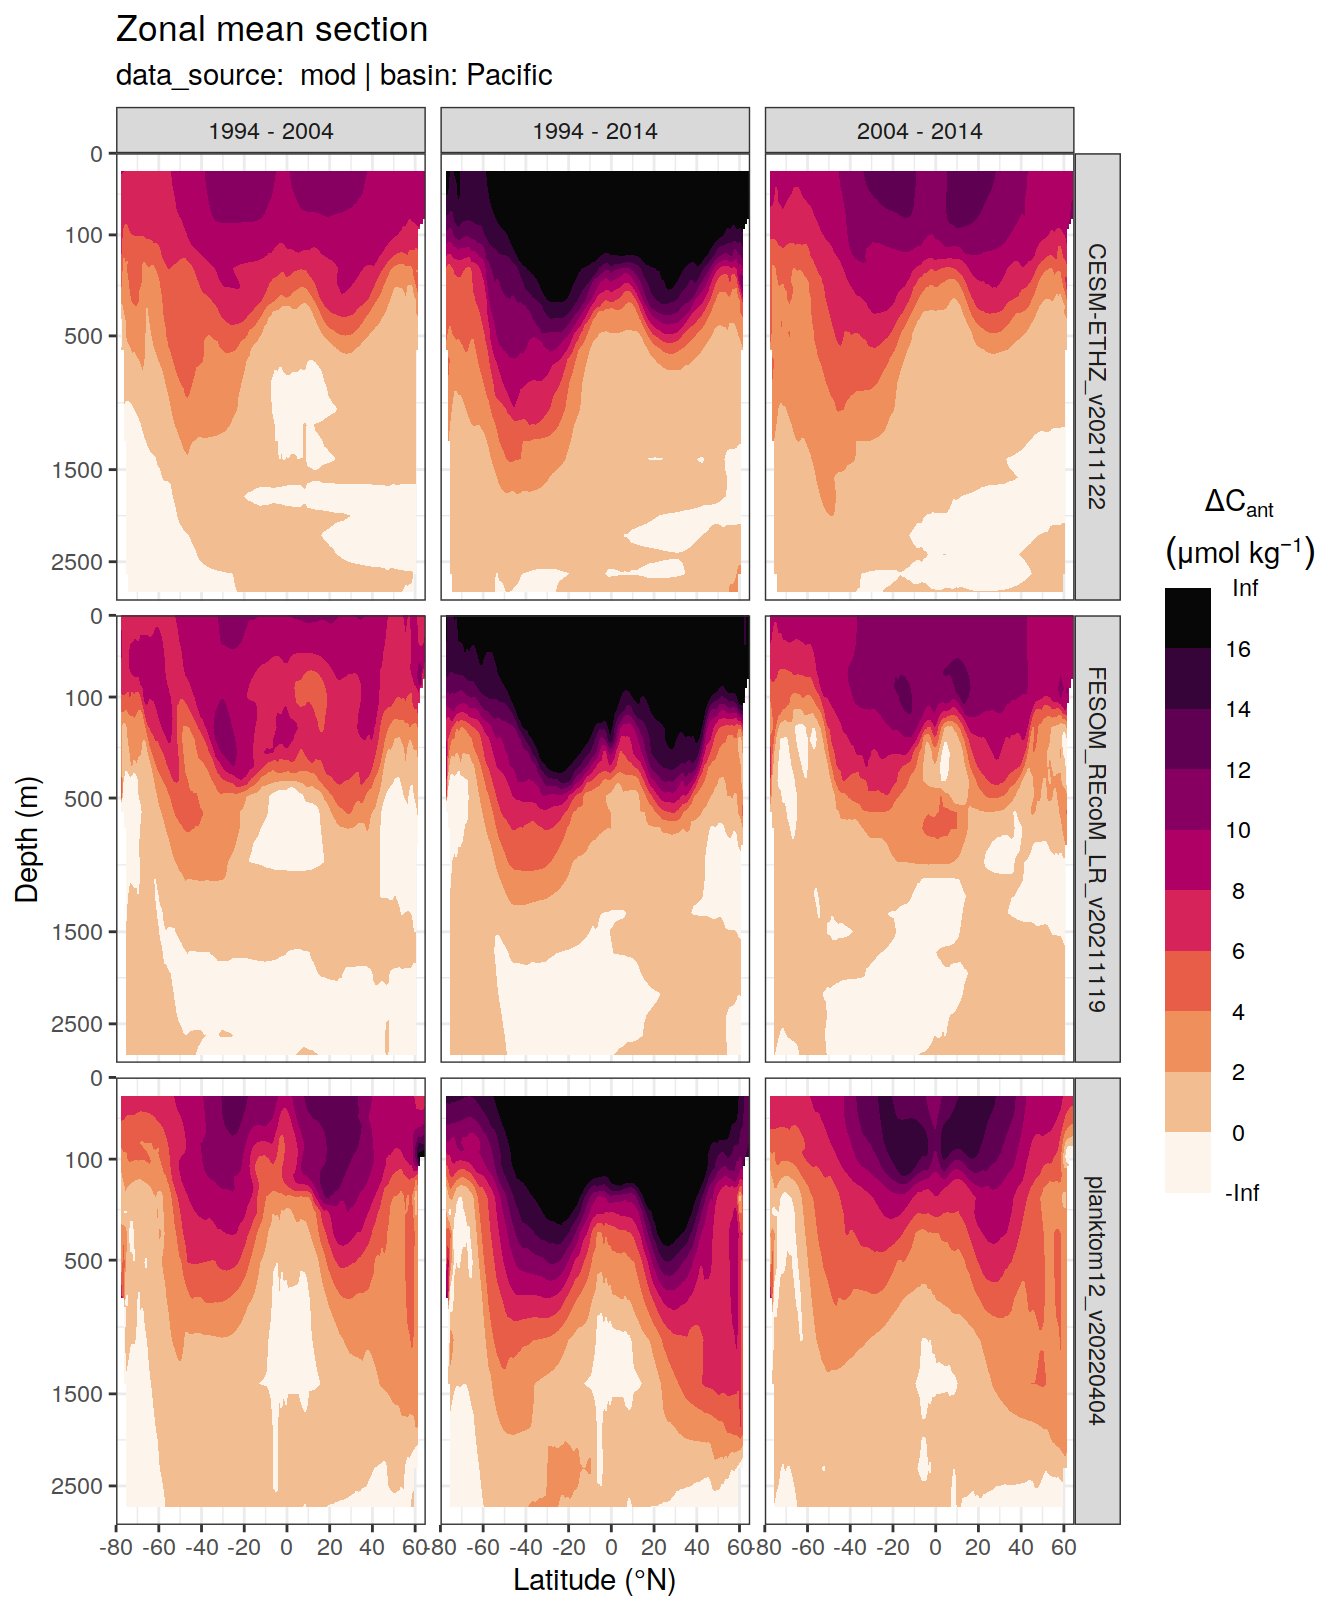 Zonal mean section
data_source:  mod | basin: Pacific
1994 - 2004
1994 - 2014
2004 - 2014
0
100
500
1500
2500
CESM-ETHZ_v20211122
0
100
500
1500
2500
FESOM_REcoM_LR_v20211119
0
100
500
1500
2500
planktom12_v20220404
Depth (m)
-80 -60 -40 -20 0 20 40 60
-80 -60 -40 -20 0 20 40 60
-80 -60 -40 -20 0 20 40 60
Latitude (°N)
ΔCant
(μmol kg⁻¹)
Inf
16
14
12
10
8
6
4
2
0
-Inf